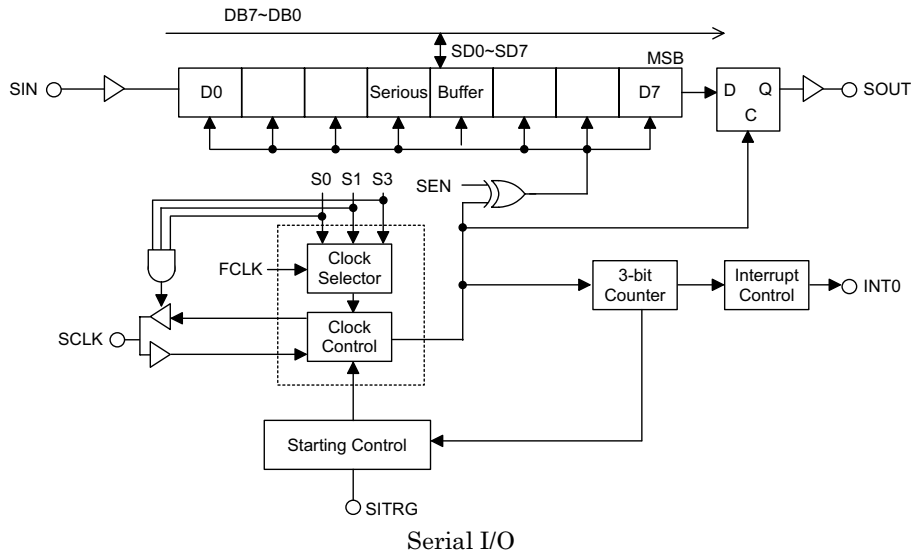 DB7~DB0
SD0~SD7
MSB
SIN
D0
Serious
Buffer
D7
D Q
C
SOUT
S0 S1 S3
SEN
FCLK
Clock
Selector
3-bit
Counter
Interrupt
Control
INT0
SCLK
Clock
Control
Starting Control
SITRG
Serial I/O